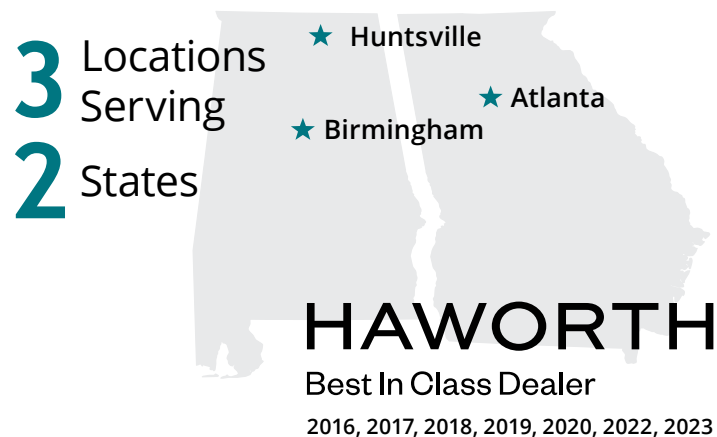 3 Locations
Serving
2 States
Huntsville
Atlanta
Birmingham
HAWORTH
Best In Class Dealer
2016, 2017, 2018, 2019, 2020, 2022, 2023